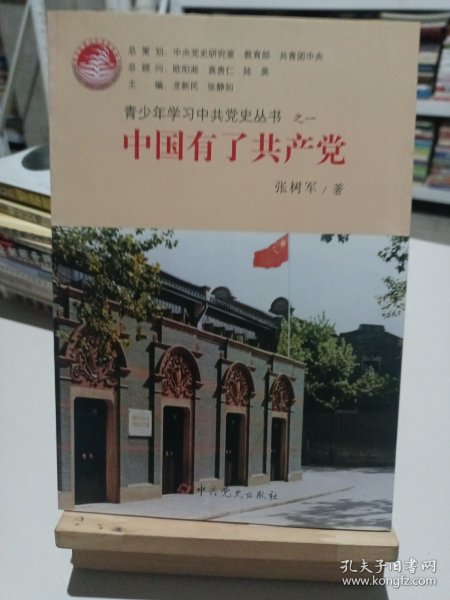 总策划：中央党史研究室 教育部 共青团中央
总顾问：欧阳淞 袁贵仁 陆昊
主编：龙新民 张静如
青少年学习中共党史丛书 之一
中国有了共产党
张树军／著
中共党史出版社
孔夫子旧书网
www.kongfz.com